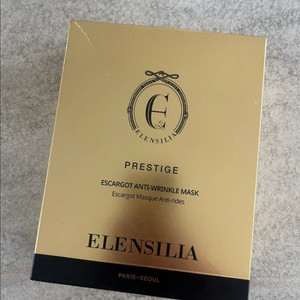 E
ELENSILIA
PRESTIGE
ESCARGOT ANTI-WRINKLE MASK
Escargot Masque Anti-rides
ELENSILIA
PARIS-SEOUL